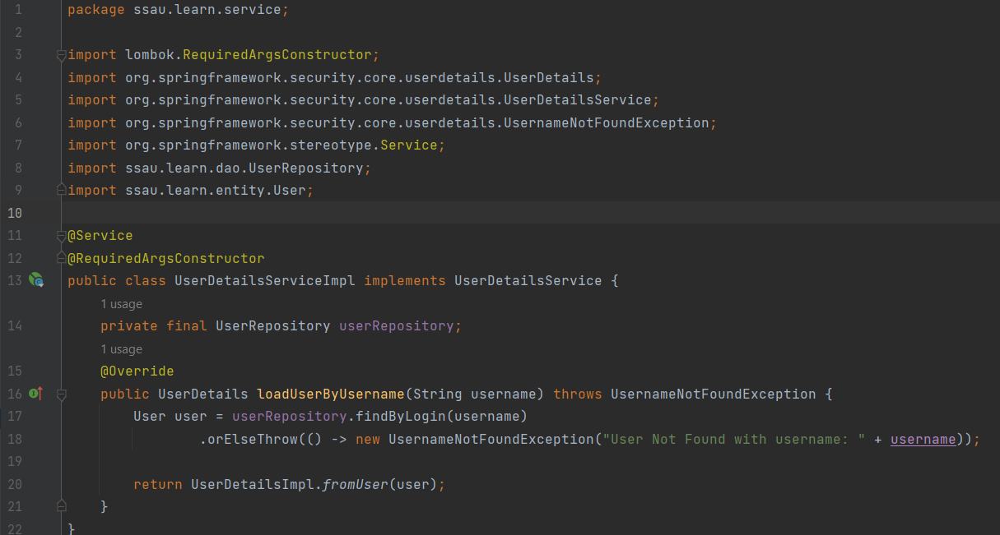 1 package ssau.learn.service;
2
3 import lombok.RequiredArgsConstructor;
4 import org.springframework.security.core.userdetails.UserDetails;
5 import org.springframework.security.core.userdetails.UserDetailsService;
6 import org.springframework.security.core.userdetails.UsernameNotFoundException;
7 import org.springframework.stereotype.Service;
8 import ssau.learn.dao.UserRepository;
9 import ssau.learn.entity.User;
10
11 @Service
12 @RequiredArgsConstructor
13 public class UserDetailsServiceImpl implements UserDetailsService {
1 usage
14 private final UserRepository userRepository;
1 usage
15 @Override
16 public UserDetails loadUserByUsername(String username) throws UsernameNotFoundException {
17 User user = userRepository.findByLogin(username)
18 .orElseThrow(() -> new UsernameNotFoundException("User Not Found with username: " + username));
19
20 return UserDetailsImpl.fromUser(user);
21 }
22 }